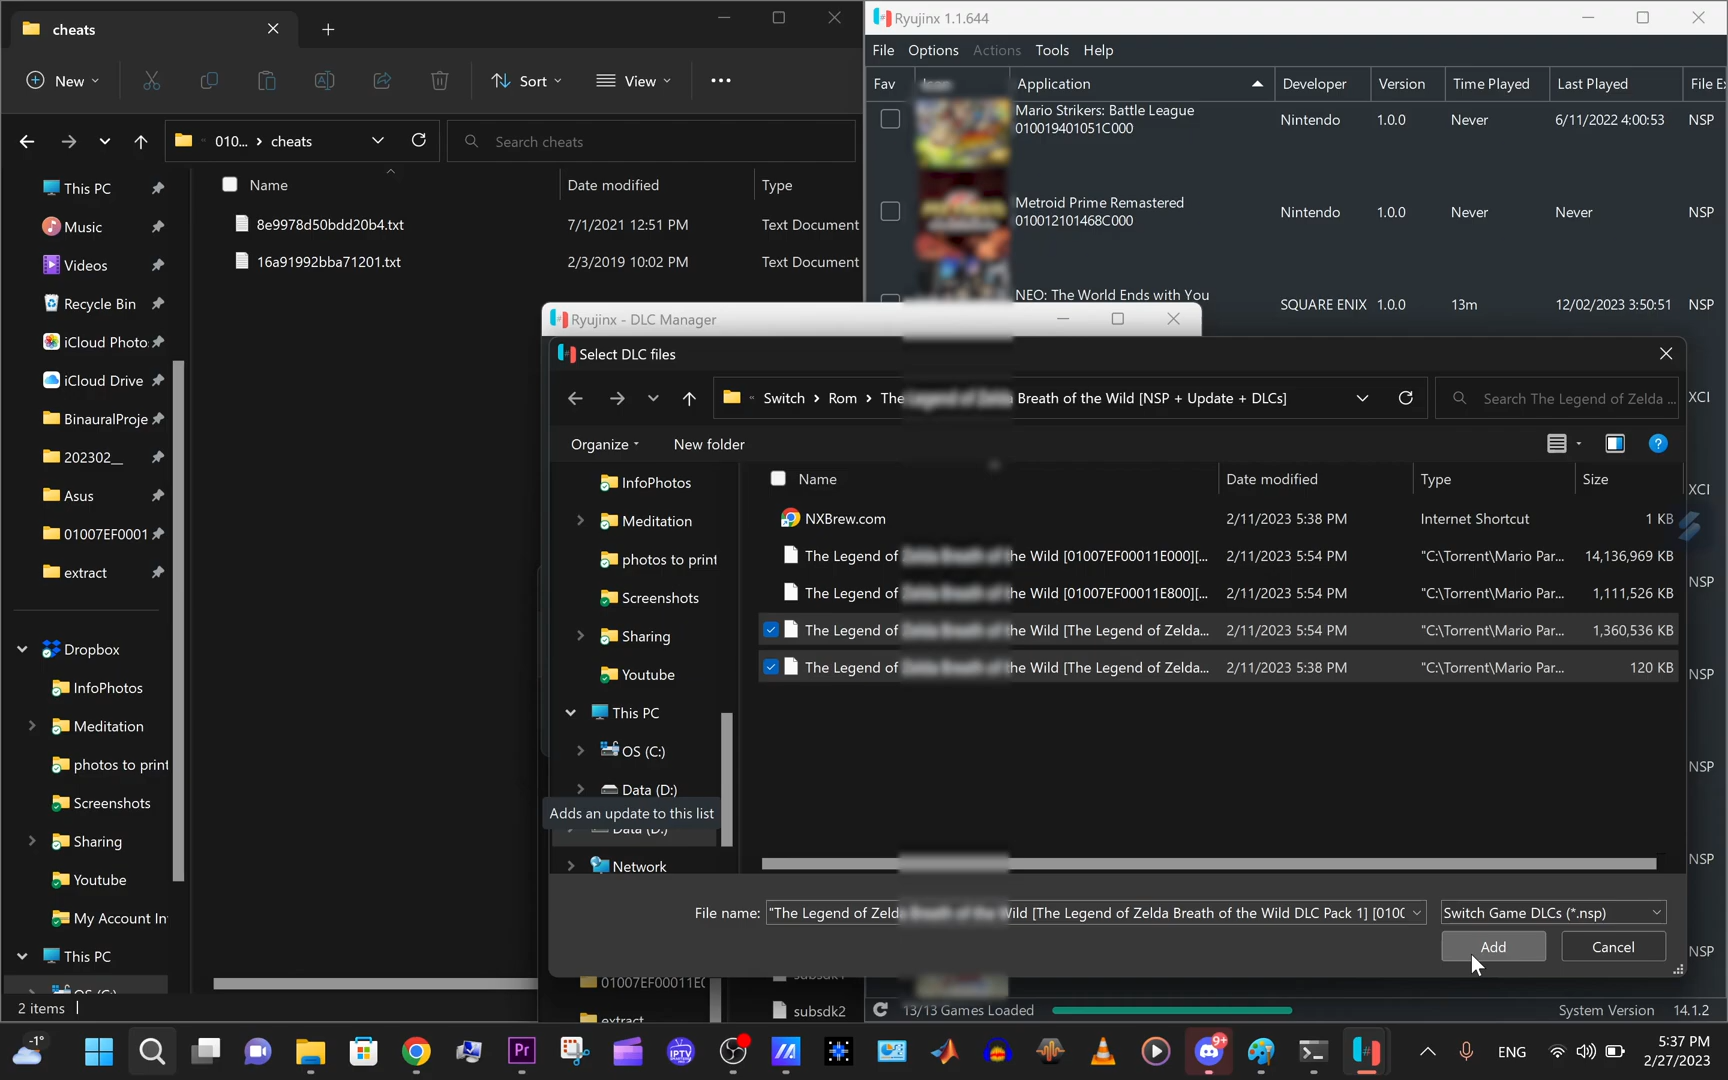 cheats
Ryujinx 1.1.644
File Options Actions Tools Help
New Sort View
Fav Application Developer Version Time Played Last Played File E
Mario Strikers: Battle League
010019401051C000
Nintendo 1.0.0 Never 6/11/2022 4:00:53 NSP
010... > cheats
Search cheats
Name Date modified Type
This PC
8e9978d50bdd20b4.txt 7/1/2021 12:51 PM Text Document
Music
16a91992bba71201.txt 2/3/2019 10:02 PM Text Document
Videos
Recycle Bin
iCloud Photo
iCloud Drive
BinauralProje
202302__
Asus
01007EF0001
extract
Dropbox
InfoPhotos
Meditation
photos to print
Screenshots
Sharing
Youtube
My Account In
This PC
OS (C:)
2 items
Metroid Prime Remastered
010012101468C000
Nintendo 1.0.0 Never Never NSP
NEO: The World Ends with You
SQUARE ENIX 1.0.0 13m 12/02/2023 3:50:51 NSP
Ryujinx - DLC Manager
Select DLC files
Switch > Rom > The Breath of the Wild [NSP + Update + DLCs]
Search The Legend of Zelda ...
XCI
Organize New folder
InfoPhotos
Meditation
photos to print
Screenshots
Sharing
Youtube
This PC
OS (C:)
Data (D:)
Adds an update to this list
Data (D:)
Network
Name Date modified Type Size
XCI
NXBrew.com 2/11/2023 5:38 PM Internet Shortcut 1 KB
The Legend of he Wild [01007EF00011E000][... 2/11/2023 5:54 PM "C:\Torrent\Mario Par... 14,136,969 KB
NSP
The Legend of he Wild [01007EF00011E800][... 2/11/2023 5:54 PM "C:\Torrent\Mario Par... 1,111,526 KB
The Legend of he Wild [The Legend of Zelda... 2/11/2023 5:54 PM "C:\Torrent\Mario Par... 1,360,536 KB
The Legend of he Wild [The Legend of Zelda... 2/11/2023 5:38 PM "C:\Torrent\Mario Par... 120 KB
NSP
NSP
NSP
File name: "The Legend of Zeld Wild [The Legend of Zelda Breath of the Wild DLC Pack 1] [010C Switch Game DLCs (*.nsp)
Add Cancel
NSP
01007EF00011E(
subsdk1
extract
subsdk2
13/13 Games Loaded System Version 14.1.2
-1°
Pr
IPTV
9+
ENG
5:37 PM
2/27/2023